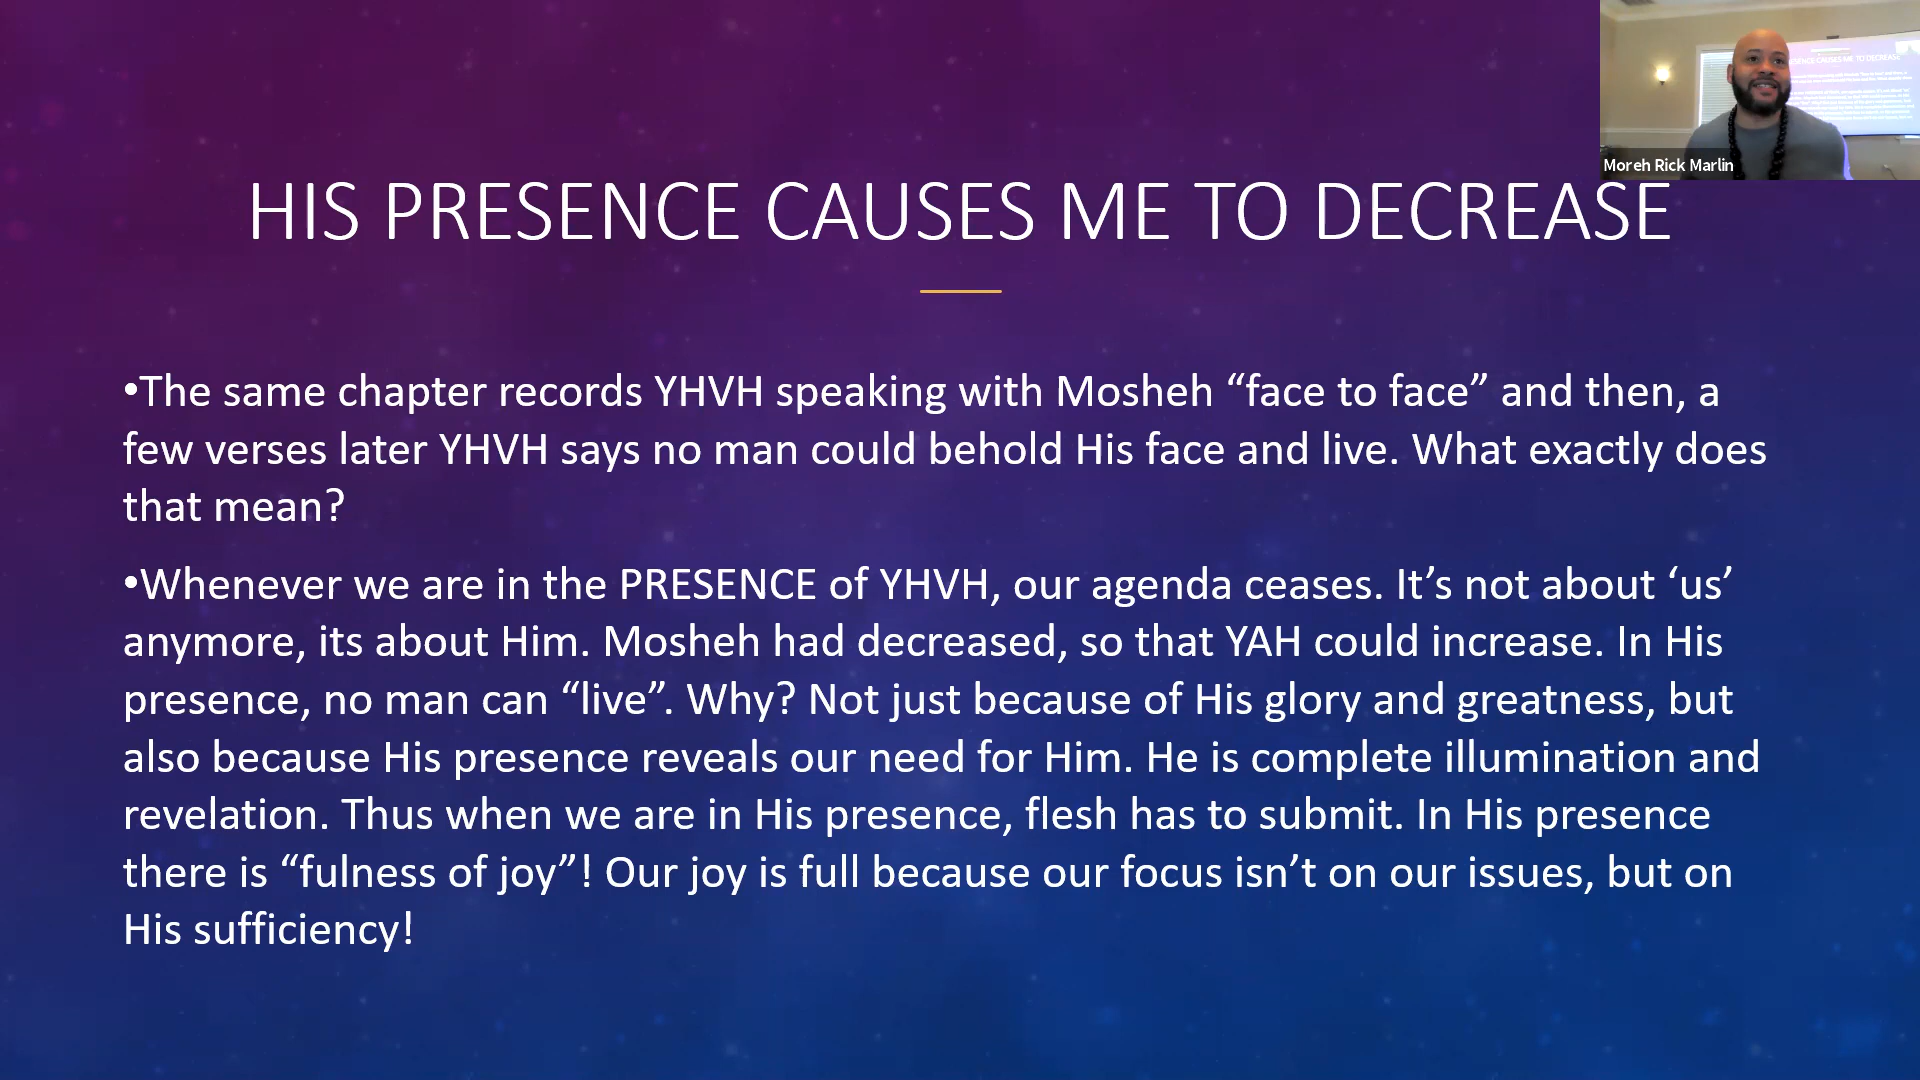 Moreh Rick Marlin
HIS PRESENCE CAUSES ME TO DECREASE
•The same chapter records YHVH speaking with Mosheh “face to face” and then, a
few verses later YHVH says no man could behold His face and live. What exactly does
that mean?
•Whenever we are in the PRESENCE of YHVH, our agenda ceases. It’s not about ‘us’
anymore, its about Him. Mosheh had decreased, so that YAH could increase. In His
presence, no man can “live”. Why? Not just because of His glory and greatness, but
also because His presence reveals our need for Him. He is complete illumination and
revelation. Thus when we are in His presence, flesh has to submit. In His presence
there is “fulness of joy”! Our joy is full because our focus isn’t on our issues, but on
His sufficiency!